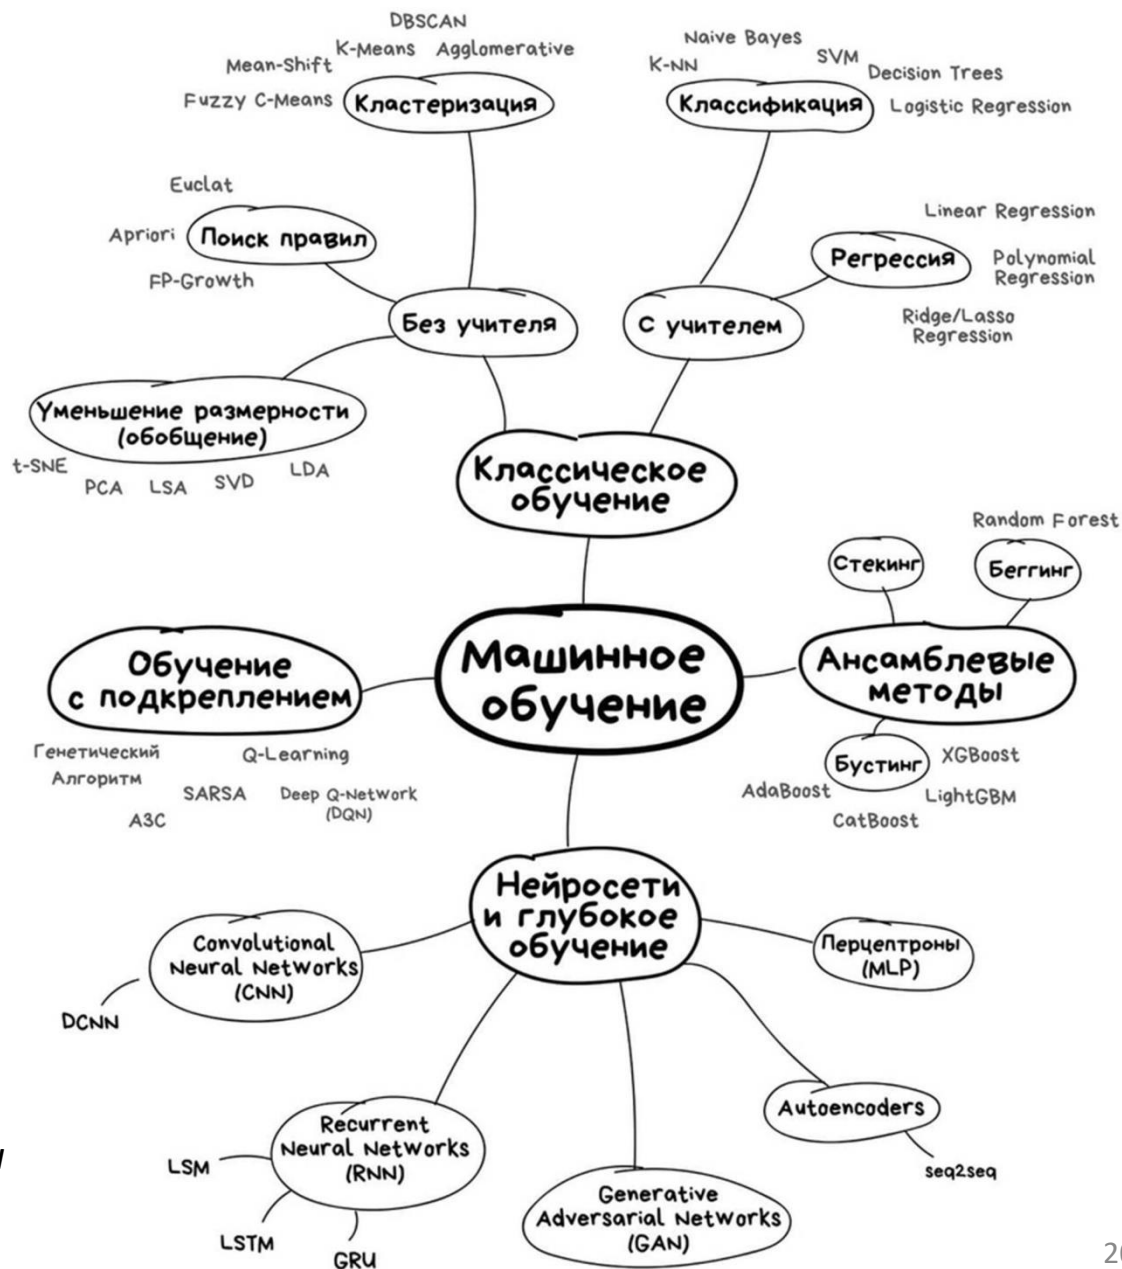 DBSCAN
K-Means Agglomerative
Mean-Shift
Fuzzy C-Means
Кластеризация
Naive Bayes
K-NN
SVM
Decision Trees
Классификация
Logistic Regression
Euclat
Apriori
Поиск правил
FP-Growth
Linear Regression
Регрессия
Polynomial
Regression
Ridge/Lasso
Regression
Без учителя
С учителем
Уменьшение размерности
(обобщение)
t-SNE
PCA
LSA
SVD
LDA
Классическое
обучение
Random Forest
Стекинг
Беггинг
Обучение
с подкреплением
Машинное
обучение
Ансамблевые
методы
Генетический
Алгоритм
Q-Learning
SARSA
Deep Q-Network
(DQN)
A3C
Бустинг
XGBoost
AdaBoost
LightGBM
CatBoost
Нейросети
и глубокое
обучение
Convolutional
Neural Networks
(CNN)
DCNN
Перцептроны
(MLP)
Autoencoders
seq2seq
Recurrent
Neural Networks
(RNN)
LSM
LSTM
GRU
Generative
Adversarial Networks
(GAN)